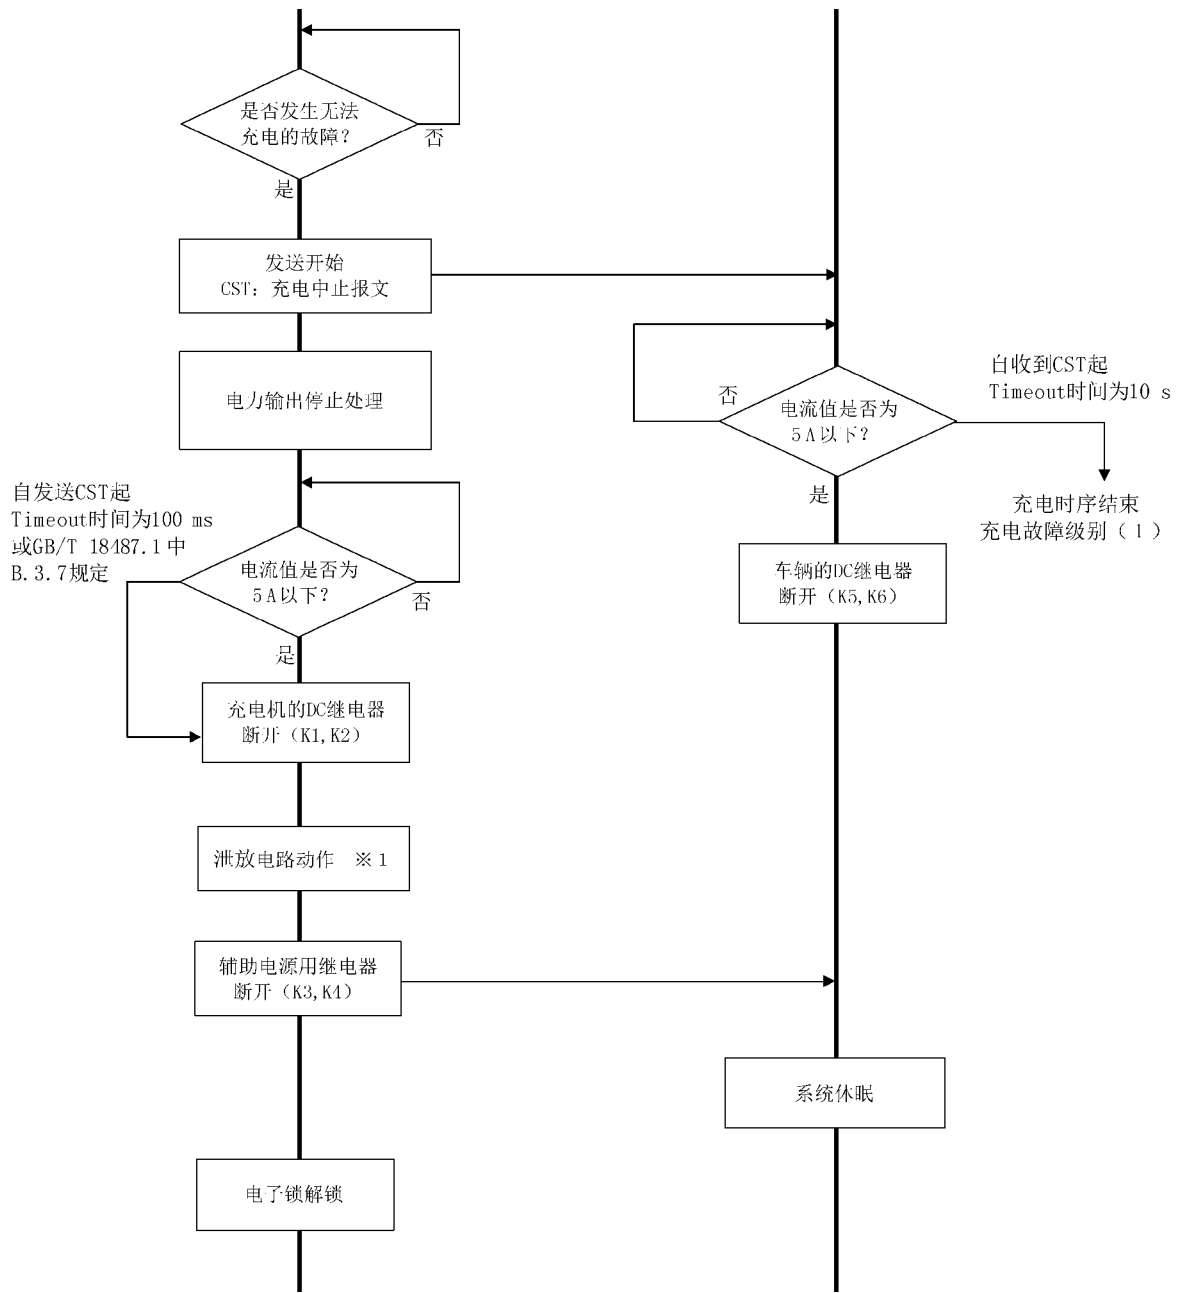 是否发生无法
充电的故障？
否
是
发送开始
CST：充电中止报文
电力输出停止处理
自收到CST起
Timeout时间为10 s
否
电流值是否为
5A以下？
是
充电时序结束
充电故障级别（1）
自发送CST起
Timeout时间为100 ms
或GB/T 18487.1中
B.3.7规定
电流值是否为
5A以下？
否
是
车辆的DC继电器
断开（K5,K6）
充电机的DC继电器
断开（K1,K2）
泄放电路动作　※1
辅助电源用继电器
断开（K3,K4）
系统休眠
电子锁解锁